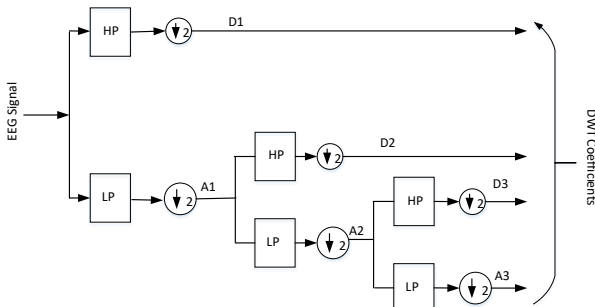 HP
2
D1
EEG Signal
LP
2
A1
HP
2
D2
LP
2
A2
HP
2
D3
LP
2
A3
DWT Coefficients